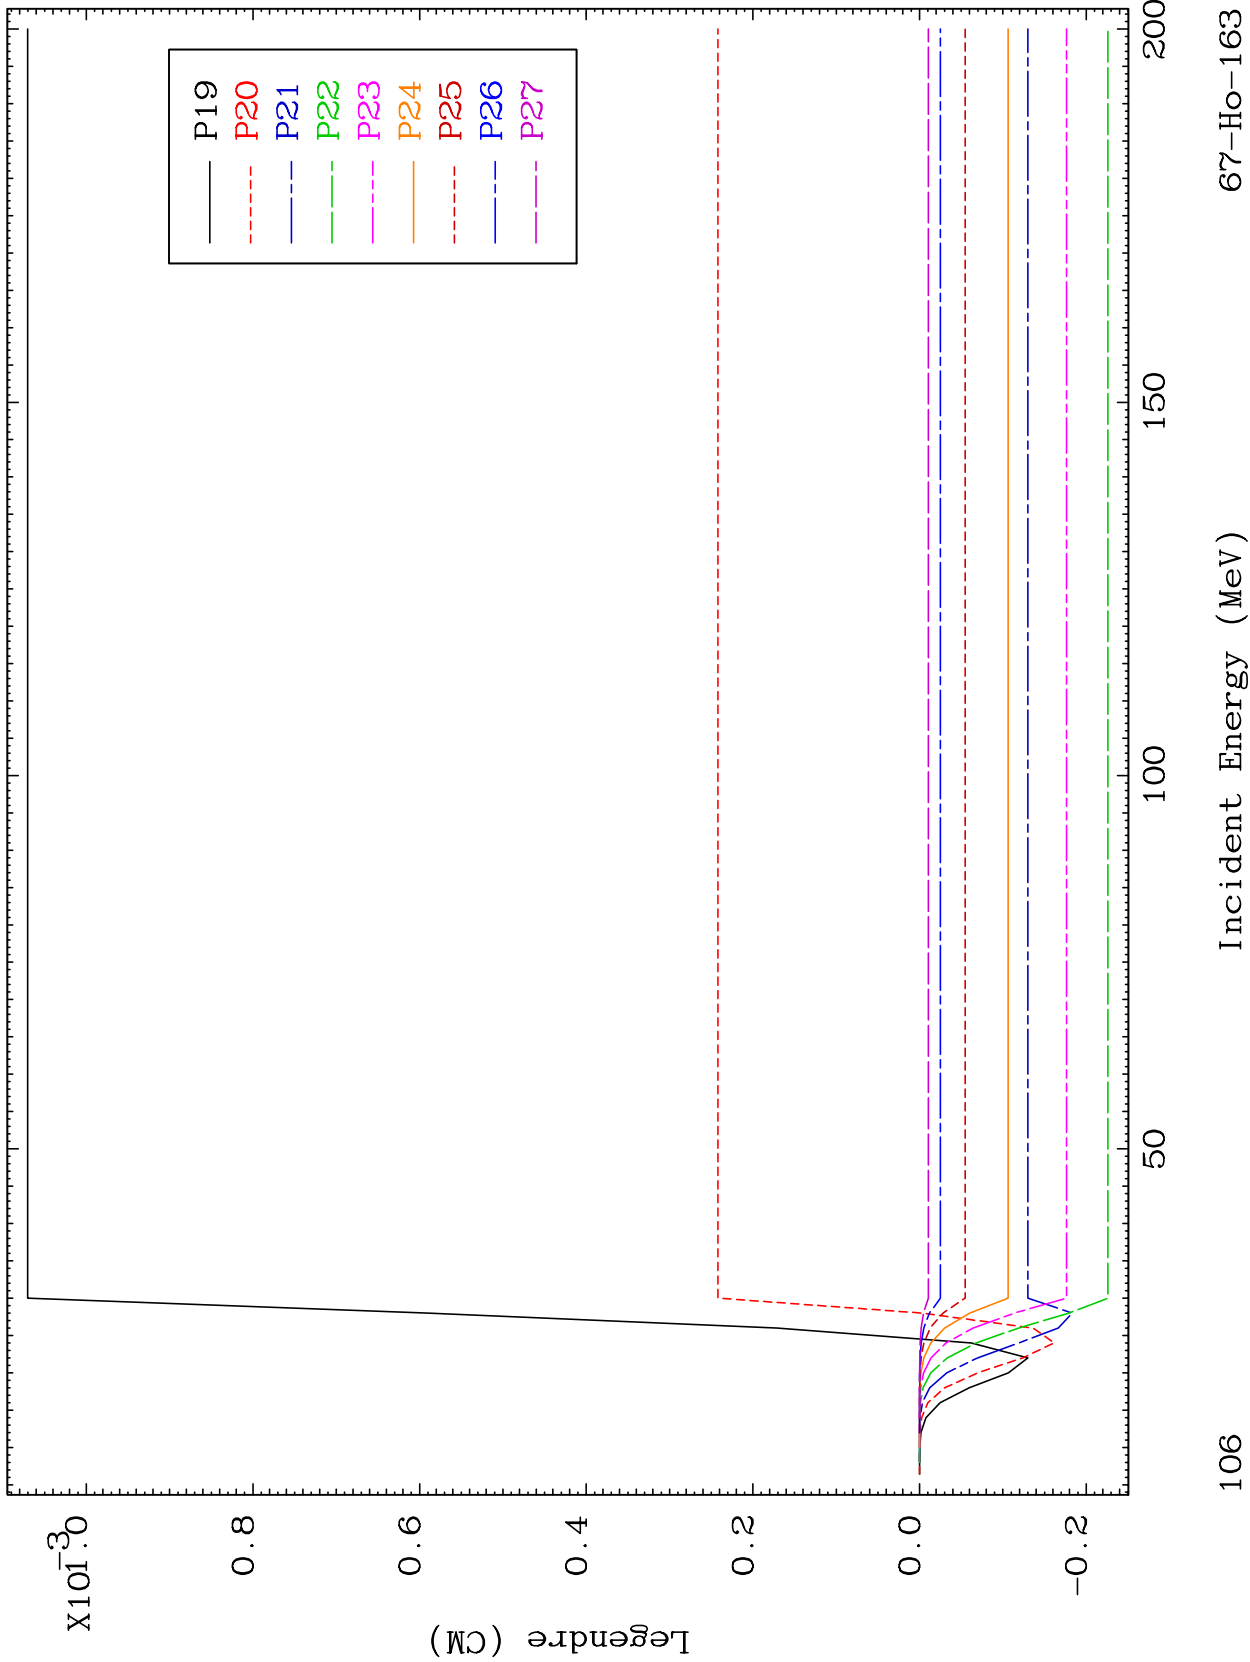 X10-3
1.0
0.8
0.6
0.4
0.2
0.0
-0.2
Legendre (CM)
P19
P20
P21
P22
P23
P24
P25
P26
P27
50
100
150
200
106
Incident Energy (MeV)
67-Ho-163